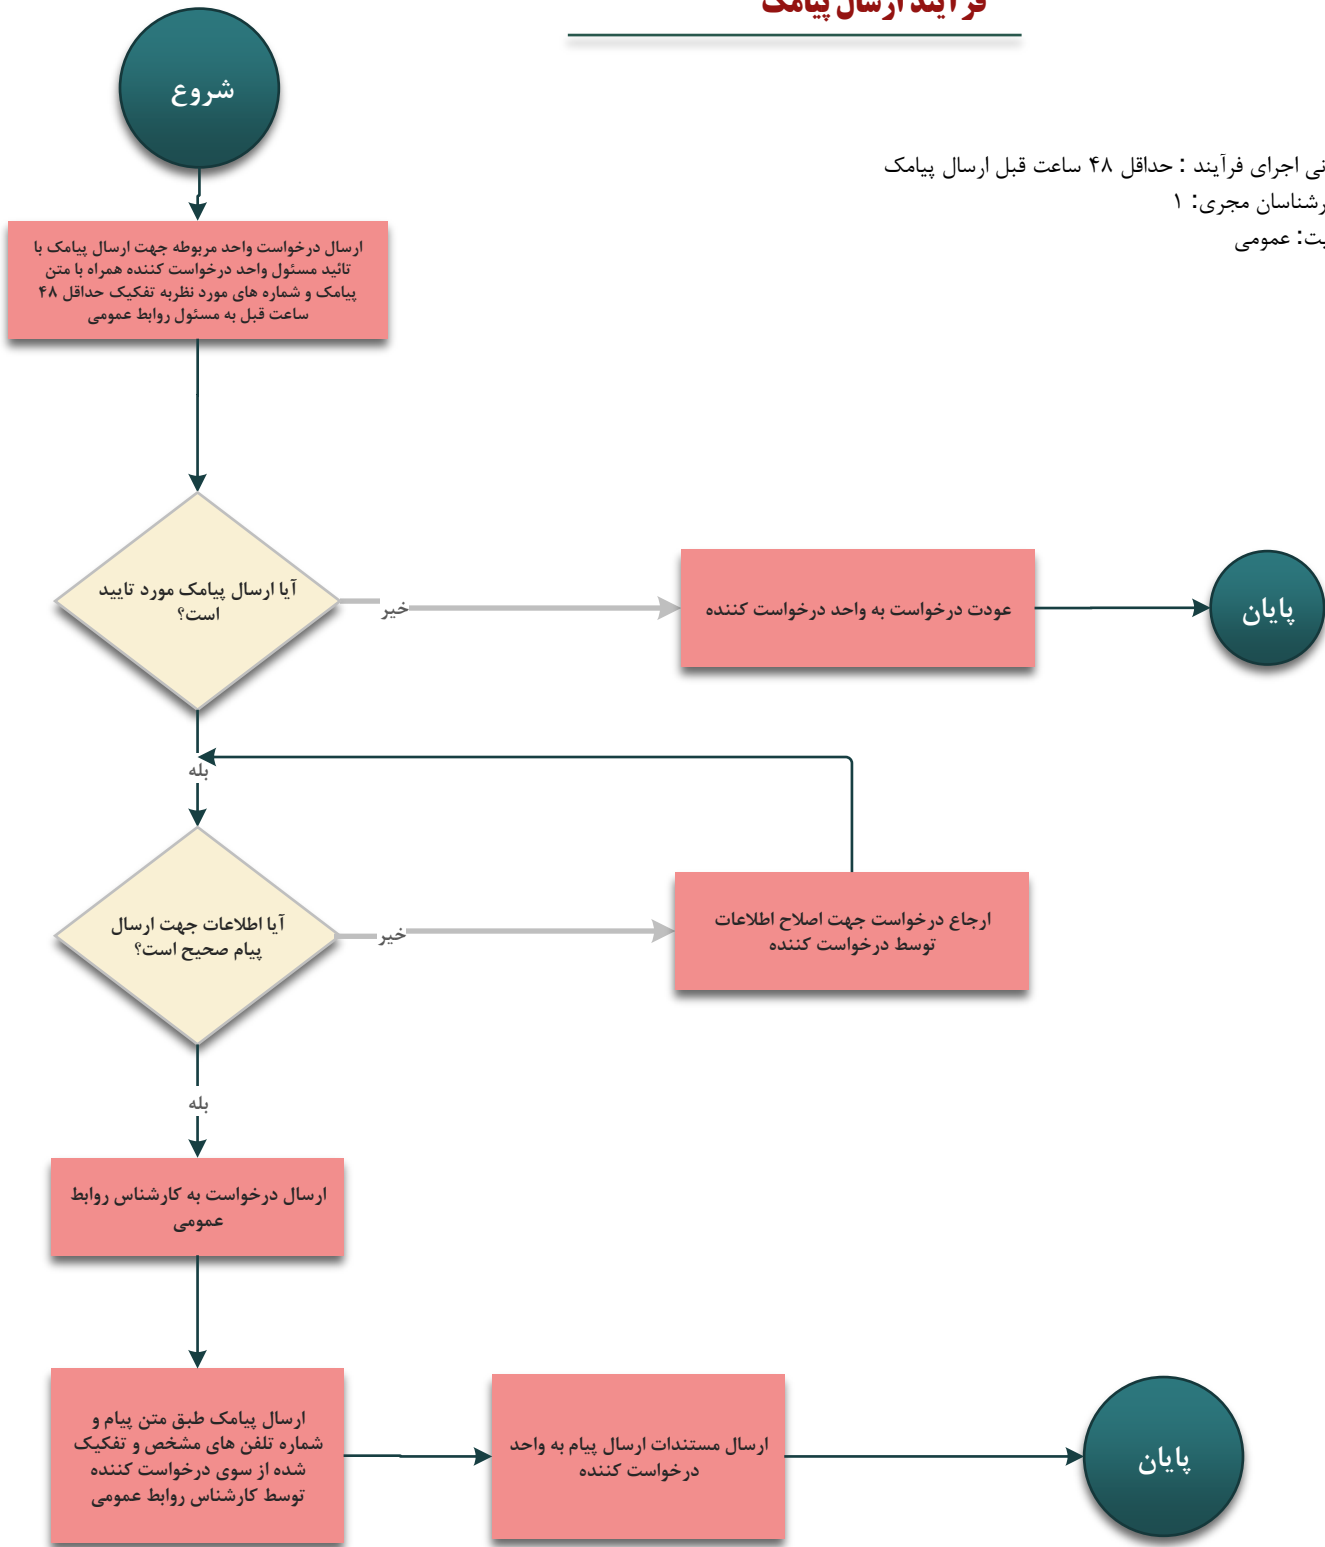 فرآیند ارسال پیامک
شروع
اجرای فرآیند : حداقل ۴۸ ساعت قبل ارسال پیامک
مجری: ۱
عمومی
ارسال درخواست واحد مربوطه جهت ارسال پیامک با
تائید مسئول واحد درخواست کننده همراه با متن
پیامک و شماره های مورد نظربه تفکیک حداقل ۴۸
ساعت قبل به مسئول روابط عمومی
آیا ارسال پیامک مورد تایید
است؟
خیر
عودت درخواست به واحد درخواست کننده
پایان
بله
آیا اطلاعات جهت ارسال
پیام صحیح است؟
خیر
ارجاع درخواست جهت اصلاح اطلاعات
توسط درخواست کننده
بله
ارسال درخواست به کارشناس روابط
عمومی
ارسال پیامک طبق متن پیام و
شماره تلفن های مشخص و تفکیک
شده از سوی درخواست کننده
توسط کارشناس روابط عمومی
ارسال مستندات ارسال پیام به واحد
درخواست کننده
پایان